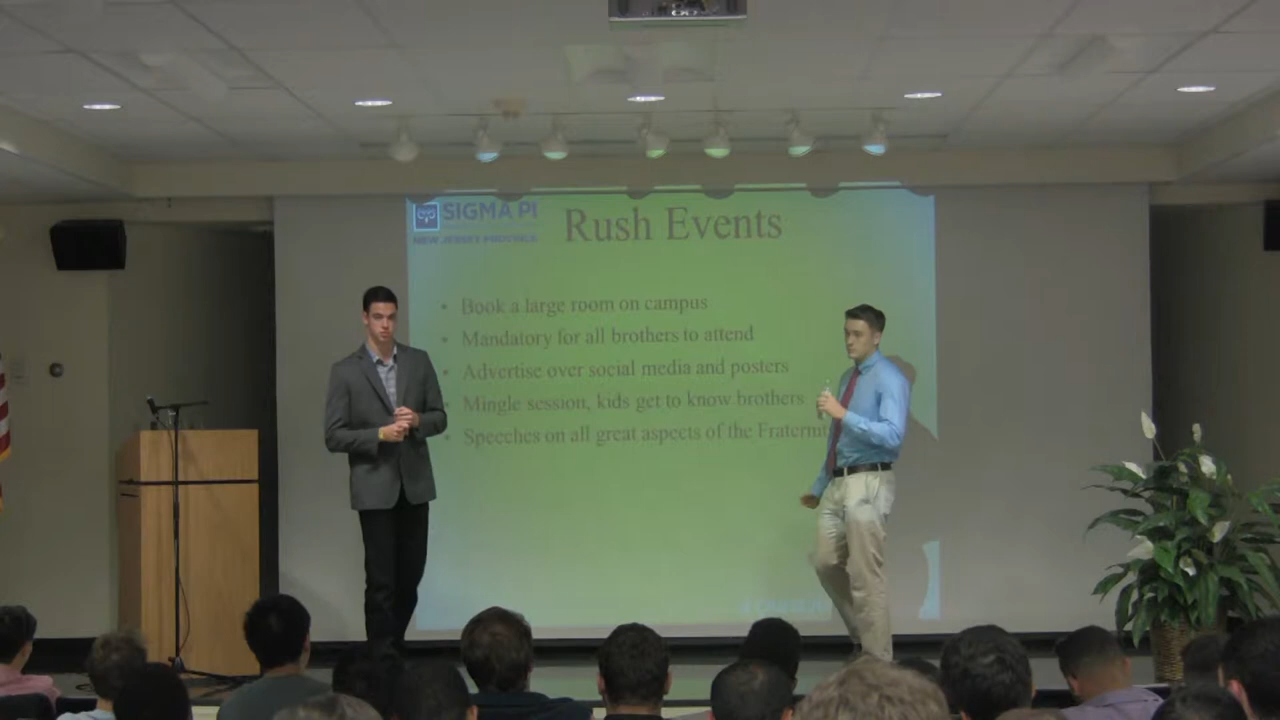 SIGMA PI
NEW JERSEY PROVINCE
Rush Events
• Book a large room on campus
• Mandatory for all brothers to attend
• Advertise over social media and posters
• Mingle session, kids get to know brothers
• Speeches on all great aspects of the Fraterni